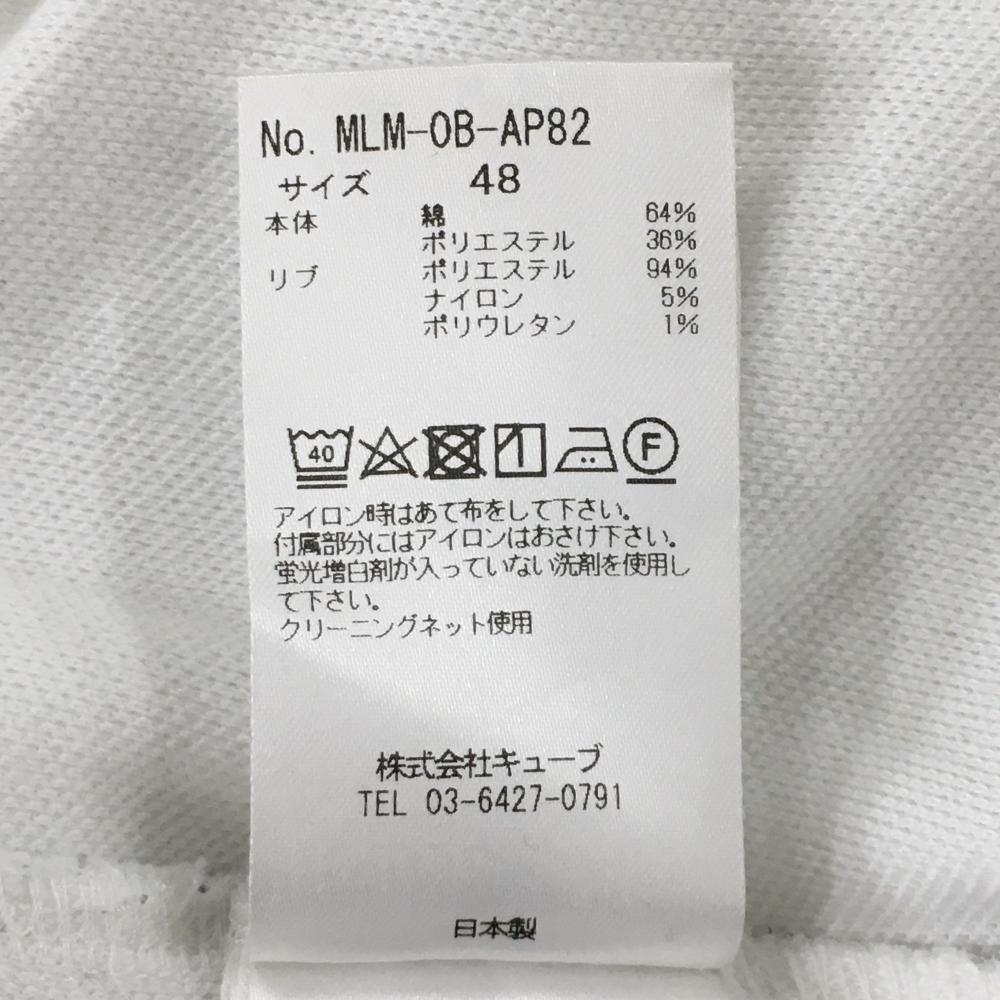 No. MLM-OB-AP82
サイズ 48
本体 綿 64%
ポリエステル 36%
リブ ポリエステル 94%
ナイロン 5%
ポリウレタン 1%
40 F
アイロン時はあて布をして下さい。
付属部分にはアイロンはおさけ下さい。
蛍光増白剤が入っていない洗剤を使用し
て下さい。
クリーニングネット使用
株式会社キューブ
TEL 03-6427-0791
日本製